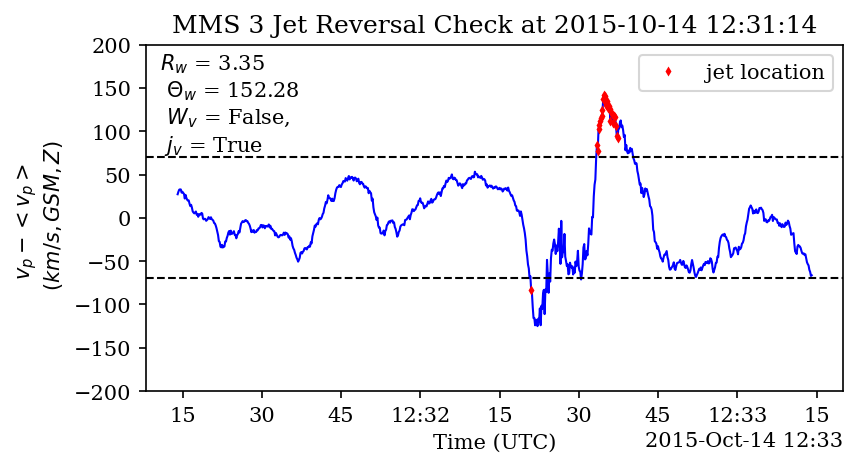 MMS 3 Jet Reversal Check at 2015-10-14 12:31:14
R_w = 3.35
Θ_w = 152.28
W_v = False,
j_v = True
jet location
v_p − < v_p >
(km/s, GSM, Z)
200
150
100
50
0
−50
−100
−150
−200
15 30 45 12:32 15 30 45 12:33 15
Time (UTC)
2015-Oct-14 12:33